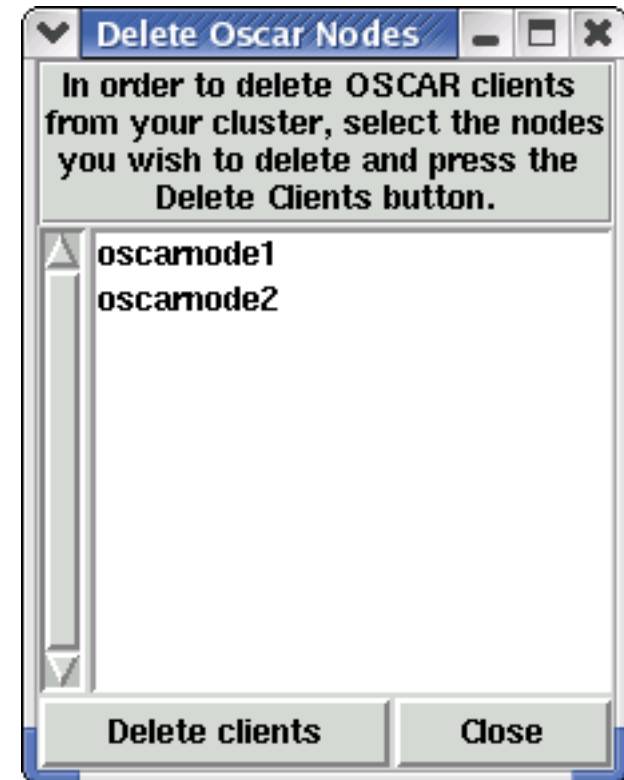 Delete Oscar Nodes
In order to delete OSCAR clients
from your cluster, select the nodes
you wish to delete and press the
Delete Clients button.
oscarnode1
oscarnode2
Delete clients
Close